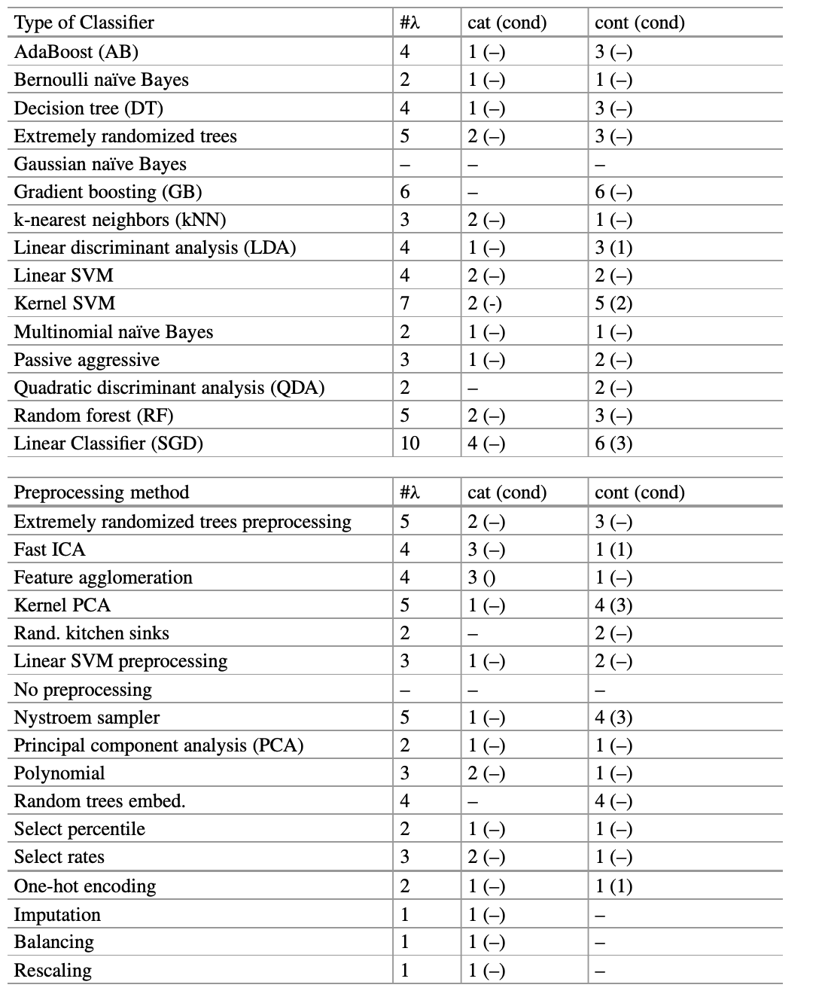 Type of Classifier #λ cat (cond) cont (cond)
AdaBoost (AB) 4 1 (–) 3 (–)
Bernoulli naïve Bayes 2 1 (–) 1 (–)
Decision tree (DT) 4 1 (–) 3 (–)
Extremely randomized trees 5 2 (–) 3 (–)
Gaussian naïve Bayes – – –
Gradient boosting (GB) 6 – 6 (–)
k-nearest neighbors (kNN) 3 2 (–) 1 (–)
Linear discriminant analysis (LDA) 4 1 (–) 3 (1)
Linear SVM 4 2 (–) 2 (–)
Kernel SVM 7 2 (-) 5 (2)
Multinomial naïve Bayes 2 1 (–) 1 (–)
Passive aggressive 3 1 (–) 2 (–)
Quadratic discriminant analysis (QDA) 2 – 2 (–)
Random forest (RF) 5 2 (–) 3 (–)
Linear Classifier (SGD) 10 4 (–) 6 (3)
Preprocessing method #λ cat (cond) cont (cond)
Extremely randomized trees preprocessing 5 2 (–) 3 (–)
Fast ICA 4 3 (–) 1 (1)
Feature agglomeration 4 3 () 1 (–)
Kernel PCA 5 1 (–) 4 (3)
Rand. kitchen sinks 2 – 2 (–)
Linear SVM preprocessing 3 1 (–) 2 (–)
No preprocessing – – –
Nystroem sampler 5 1 (–) 4 (3)
Principal component analysis (PCA) 2 1 (–) 1 (–)
Polynomial 3 2 (–) 1 (–)
Random trees embed. 4 – 4 (–)
Select percentile 2 1 (–) 1 (–)
Select rates 3 2 (–) 1 (–)
One-hot encoding 2 1 (–) 1 (1)
Imputation 1 1 (–) –
Balancing 1 1 (–) –
Rescaling 1 1 (–) –